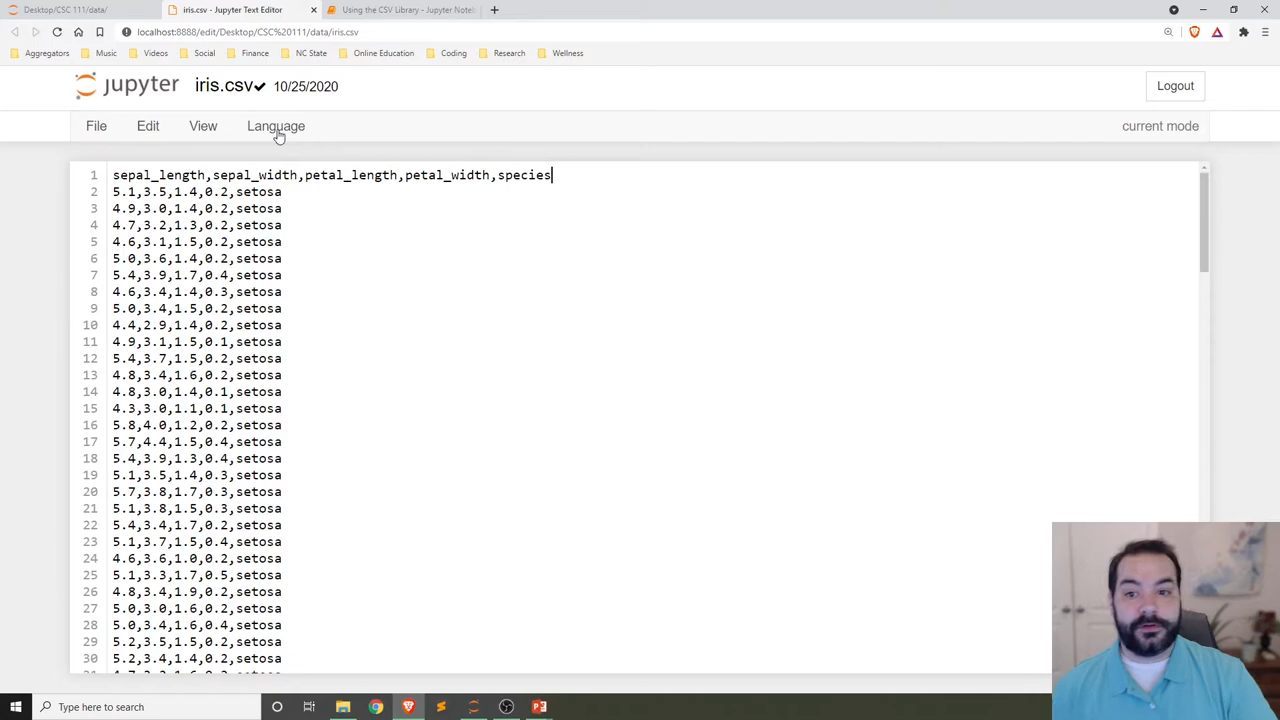 Desktop/CSC 111/data/
iris.csv - Jupyter Text Editor
Using the CSV Library - Jupyter Note
localhost:8888/edit/Desktop/CSC%20111/data/iris.csv
Aggregators Music Videos Social Finance NC State Online Education Coding Research Wellness
jupyter iris.csv 10/25/2020 Logout
File Edit View Language current mode
1 sepal_length,sepal_width,petal_length,petal_width,species
2 5.1,3.5,1.4,0.2,setosa
3 4.9,3.0,1.4,0.2,setosa
4 4.7,3.2,1.3,0.2,setosa
5 4.6,3.1,1.5,0.2,setosa
6 5.0,3.6,1.4,0.2,setosa
7 5.4,3.9,1.7,0.4,setosa
8 4.6,3.4,1.4,0.3,setosa
9 5.0,3.4,1.5,0.2,setosa
10 4.4,2.9,1.4,0.2,setosa
11 4.9,3.1,1.5,0.1,setosa
12 5.4,3.7,1.5,0.2,setosa
13 4.8,3.4,1.6,0.2,setosa
14 4.8,3.0,1.4,0.1,setosa
15 4.3,3.0,1.1,0.1,setosa
16 5.8,4.0,1.2,0.2,setosa
17 5.7,4.4,1.5,0.4,setosa
18 5.4,3.9,1.3,0.4,setosa
19 5.1,3.5,1.4,0.3,setosa
20 5.7,3.8,1.7,0.3,setosa
21 5.1,3.8,1.5,0.3,setosa
22 5.4,3.4,1.7,0.2,setosa
23 5.1,3.7,1.5,0.4,setosa
24 4.6,3.6,1.0,0.2,setosa
25 5.1,3.3,1.7,0.5,setosa
26 4.8,3.4,1.9,0.2,setosa
27 5.0,3.0,1.6,0.2,setosa
28 5.0,3.4,1.6,0.4,setosa
29 5.2,3.5,1.5,0.2,setosa
30 5.2,3.4,1.4,0.2,setosa
Type here to search